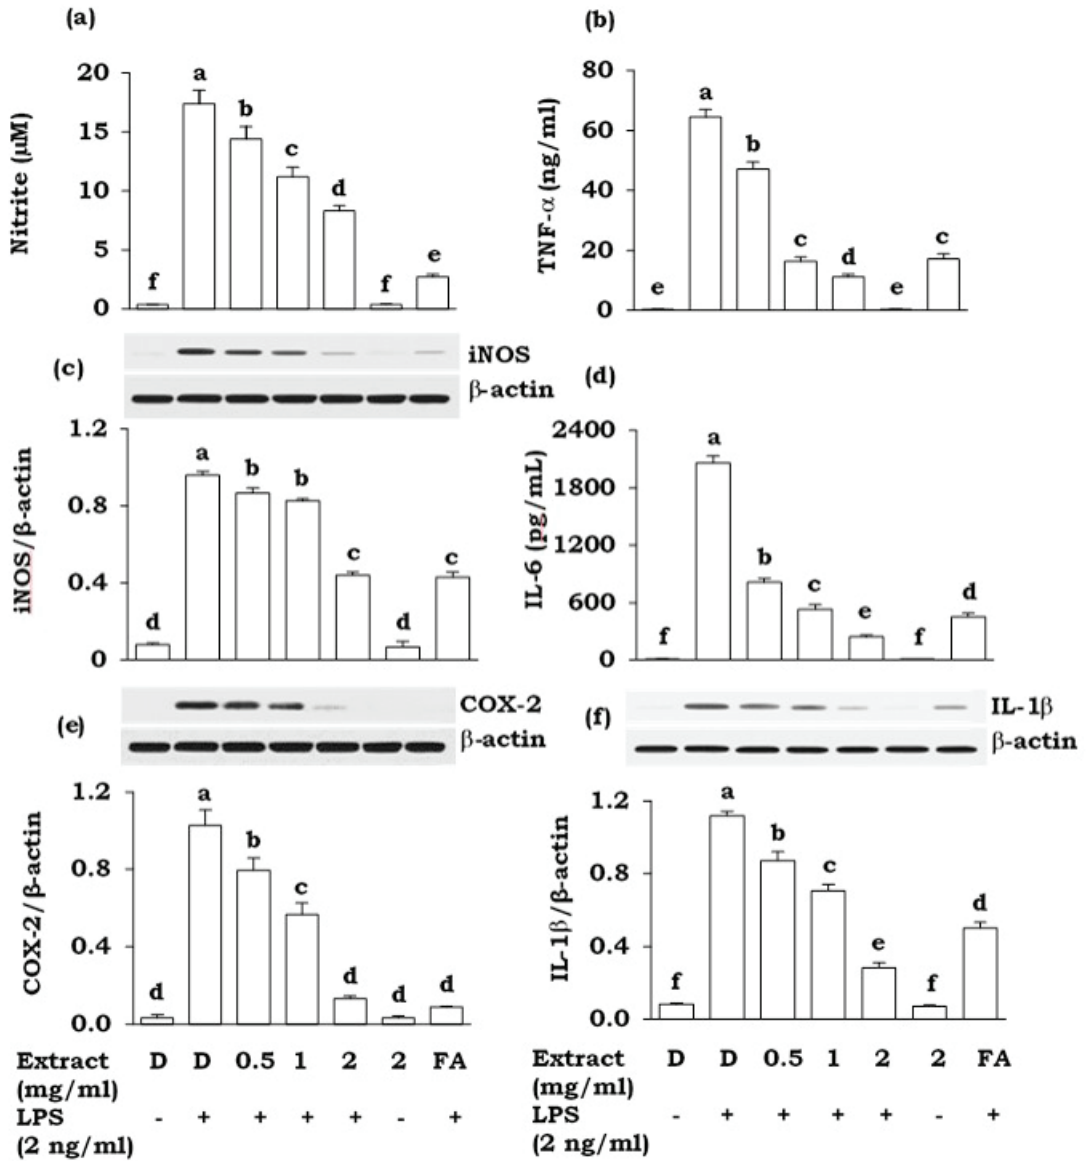 (a)
20
15
10
5
0
Nitrite (µM)
f
a
b
c
d
f
e
(b)
80
60
40
20
0
TNF-α (ng/ml)
e
a
b
c
d
e
c
(c)
iNOS
β-actin
1.2
0.8
0.4
0
iNOS/β-actin
d
a
b
b
c
d
c
(d)
2400
1800
1200
600
0
IL-6 (pg/mL)
f
a
b
c
e
f
d
(e)
COX-2
β-actin
1.2
0.8
0.4
0.0
COX-2/β-actin
d
a
b
c
d
d
d
(f)
IL-1β
β-actin
1.2
0.8
0.4
0.0
IL-1β/β-actin
f
a
b
c
e
f
d
Extract D D 0.5 1 2 2 FA
(mg/ml)
LPS - + + + + - +
(2 ng/ml)
Extract D D 0.5 1 2 2 FA
(mg/ml)
LPS - + + + + - +
(2 ng/ml)